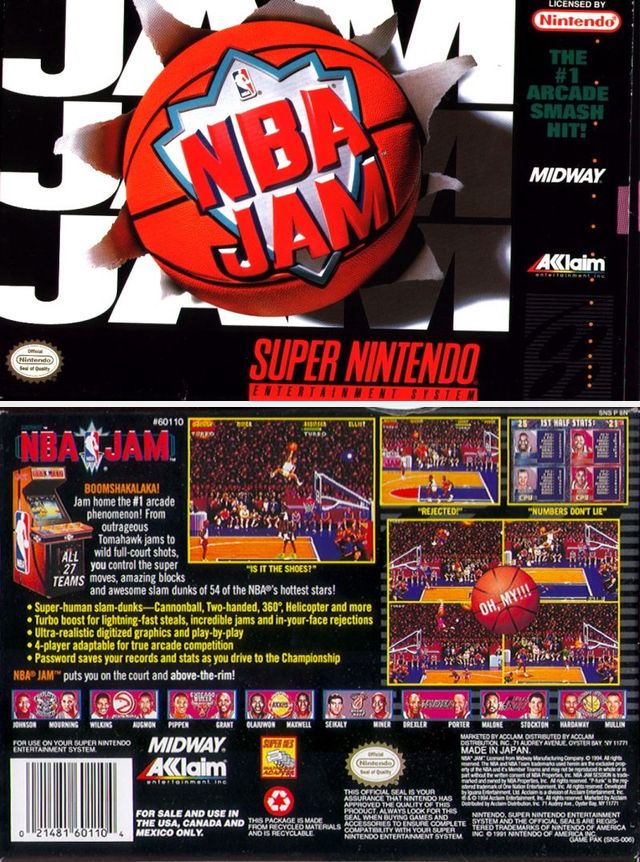 JAM
JAM
JAM
NBA
JAM
LICENSED BY
Nintendo
THE
#1
ARCADE
SMASH
HIT!
MIDWAY
AKlaim
entertainment inc.
Official
Nintendo
Seal of Quality
SUPER NINTENDO
ENTERTAINMENT SYSTEM
#60110
NBA JAM
BOOMSHAKALAKA!
Jam home the #1 arcade
phenomenon! From
outrageous
Tomahawk jams to
wild full-court shots,
you control the super
moves, amazing blocks
and awesome slam dunks of 54 of the NBA®'s hottest stars!
ALL
27
TEAMS
ELLIOT
TURBO
"IS IT THE SHOES?"
"REJECTED!"
25 1ST HALF STATS: 21
CPU
CPU
"NUMBERS DON'T LIE"
OH, MY!!!
• Super-human slam-dunks—Cannonball, Two-handed, 360°, Helicopter and more
• Turbo boost for lightning-fast steals, incredible jams and in-your-face rejections
• Ultra-realistic digitized graphics and play-by-play
• 4-player adaptable for true arcade competition
• Password saves your records and stats as you drive to the Championship
NBA® JAM™ puts you on the court and above-the-rim!
JOHNSON MOURNING WILKINS AUGMON PIPPEN GRANT OLAJUWON MAXWELL SEIKALY MINER DREXLER PORTER MALONE STOCKTON HARDAWAY MULLIN
FOR USE ON YOUR SUPER NINTENDO
ENTERTAINMENT SYSTEM.
0 21481 60110 4
MIDWAY
AKlaim
entertainment inc.
FOR SALE AND USE IN
THE USA, CANADA AND
MEXICO ONLY.
SUPER NES
ADAPTER
THIS PACKAGE IS MADE
FROM RECYCLED MATERIALS
AND IS RECYCLABLE.
Official
Nintendo
Seal of Quality
THIS OFFICIAL SEAL IS YOUR
ASSURANCE THAT NINTENDO HAS
APPROVED THE QUALITY OF THIS
PRODUCT. ALWAYS LOOK FOR THIS
SEAL WHEN BUYING GAMES AND
ACCESSORIES TO ENSURE COMPLETE
COMPATIBILITY WITH YOUR SUPER
NINTENDO ENTERTAINMENT SYSTEM.
MARKETED BY ACCLAIM DISTRIBUTED BY ACCLAIM
DISTRIBUTION, INC. 71 AUDREY AVENUE, OYSTER BAY, NY 11771
MADE IN JAPAN.
NINTENDO, SUPER NINTENDO ENTERTAINMENT
SYSTEM AND THE OFFICIAL SEALS ARE REGIS-
TERED TRADEMARKS OF NINTENDO OF AMERICA
INC. © 1991 NINTENDO OF AMERICA INC.
GAME PAK (SNS-006)